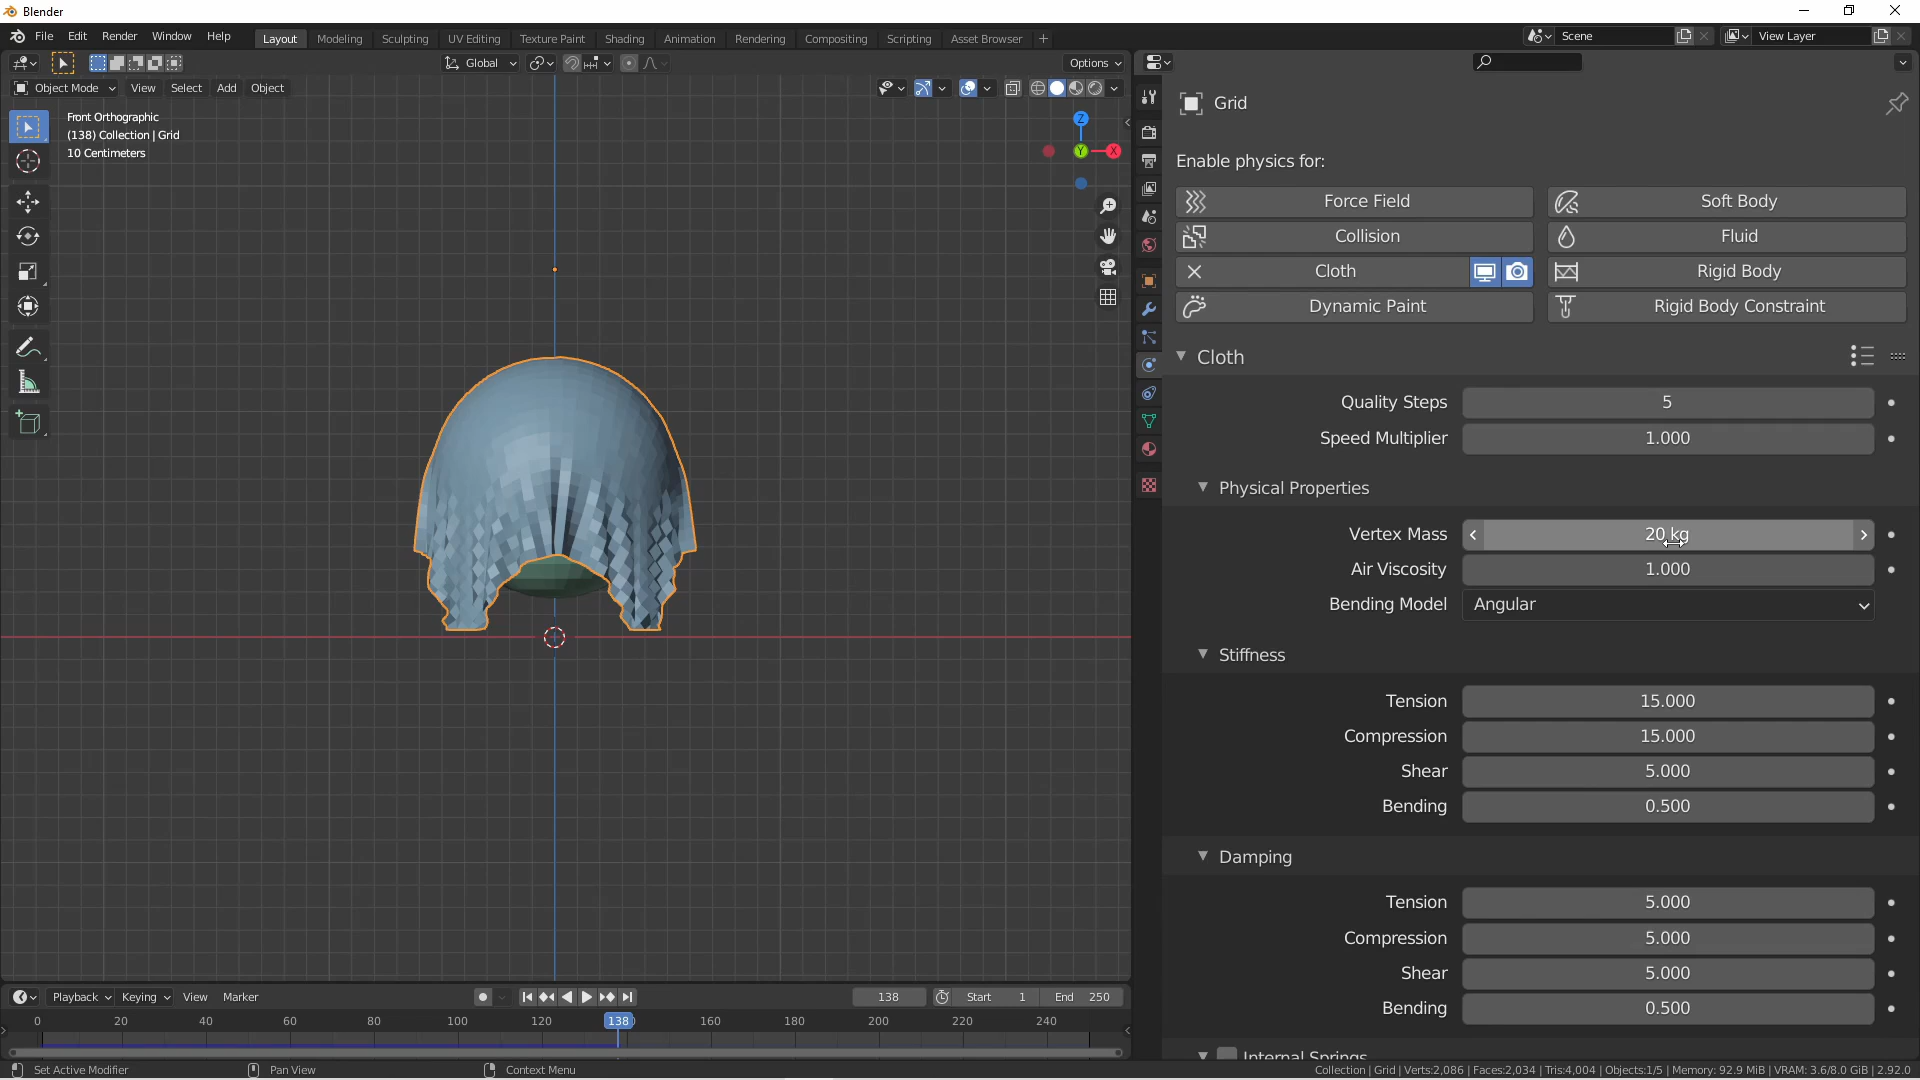 Blender
File Edit Render Window Help Layout Modeling Sculpting UV Editing Texture Paint Shading Animation Rendering Compositing Scripting Asset Browser + Scene View Layer
Global Options
Object Mode View Select Add Object
Front Orthographic
(138) Collection | Grid
10 Centimeters
Z
Y X
Grid
Enable physics for:
Force Field Soft Body
Collision Fluid
Cloth Rigid Body
Dynamic Paint Rigid Body Constraint
Cloth
Quality Steps 5
Speed Multiplier 1.000
Physical Properties
Vertex Mass 20 kg
Air Viscosity 1.000
Bending Model Angular
Stiffness
Tension 15.000
Compression 15.000
Shear 5.000
Bending 0.500
Damping
Tension 5.000
Compression 5.000
Shear 5.000
Bending 0.500
Internal Springs
Playback Keying View Marker 138 Start 1 End 250
0 20 40 60 80 100 120 138 160 180 200 220 240
Set Active Modifier Pan View Context Menu Collection | Grid | Verts:2,086 | Faces:2,034 | Tris:4,004 | Objects:1/5 | Memory: 92.9 MiB | VRAM: 3.6/8.0 GiB | 2.92.0